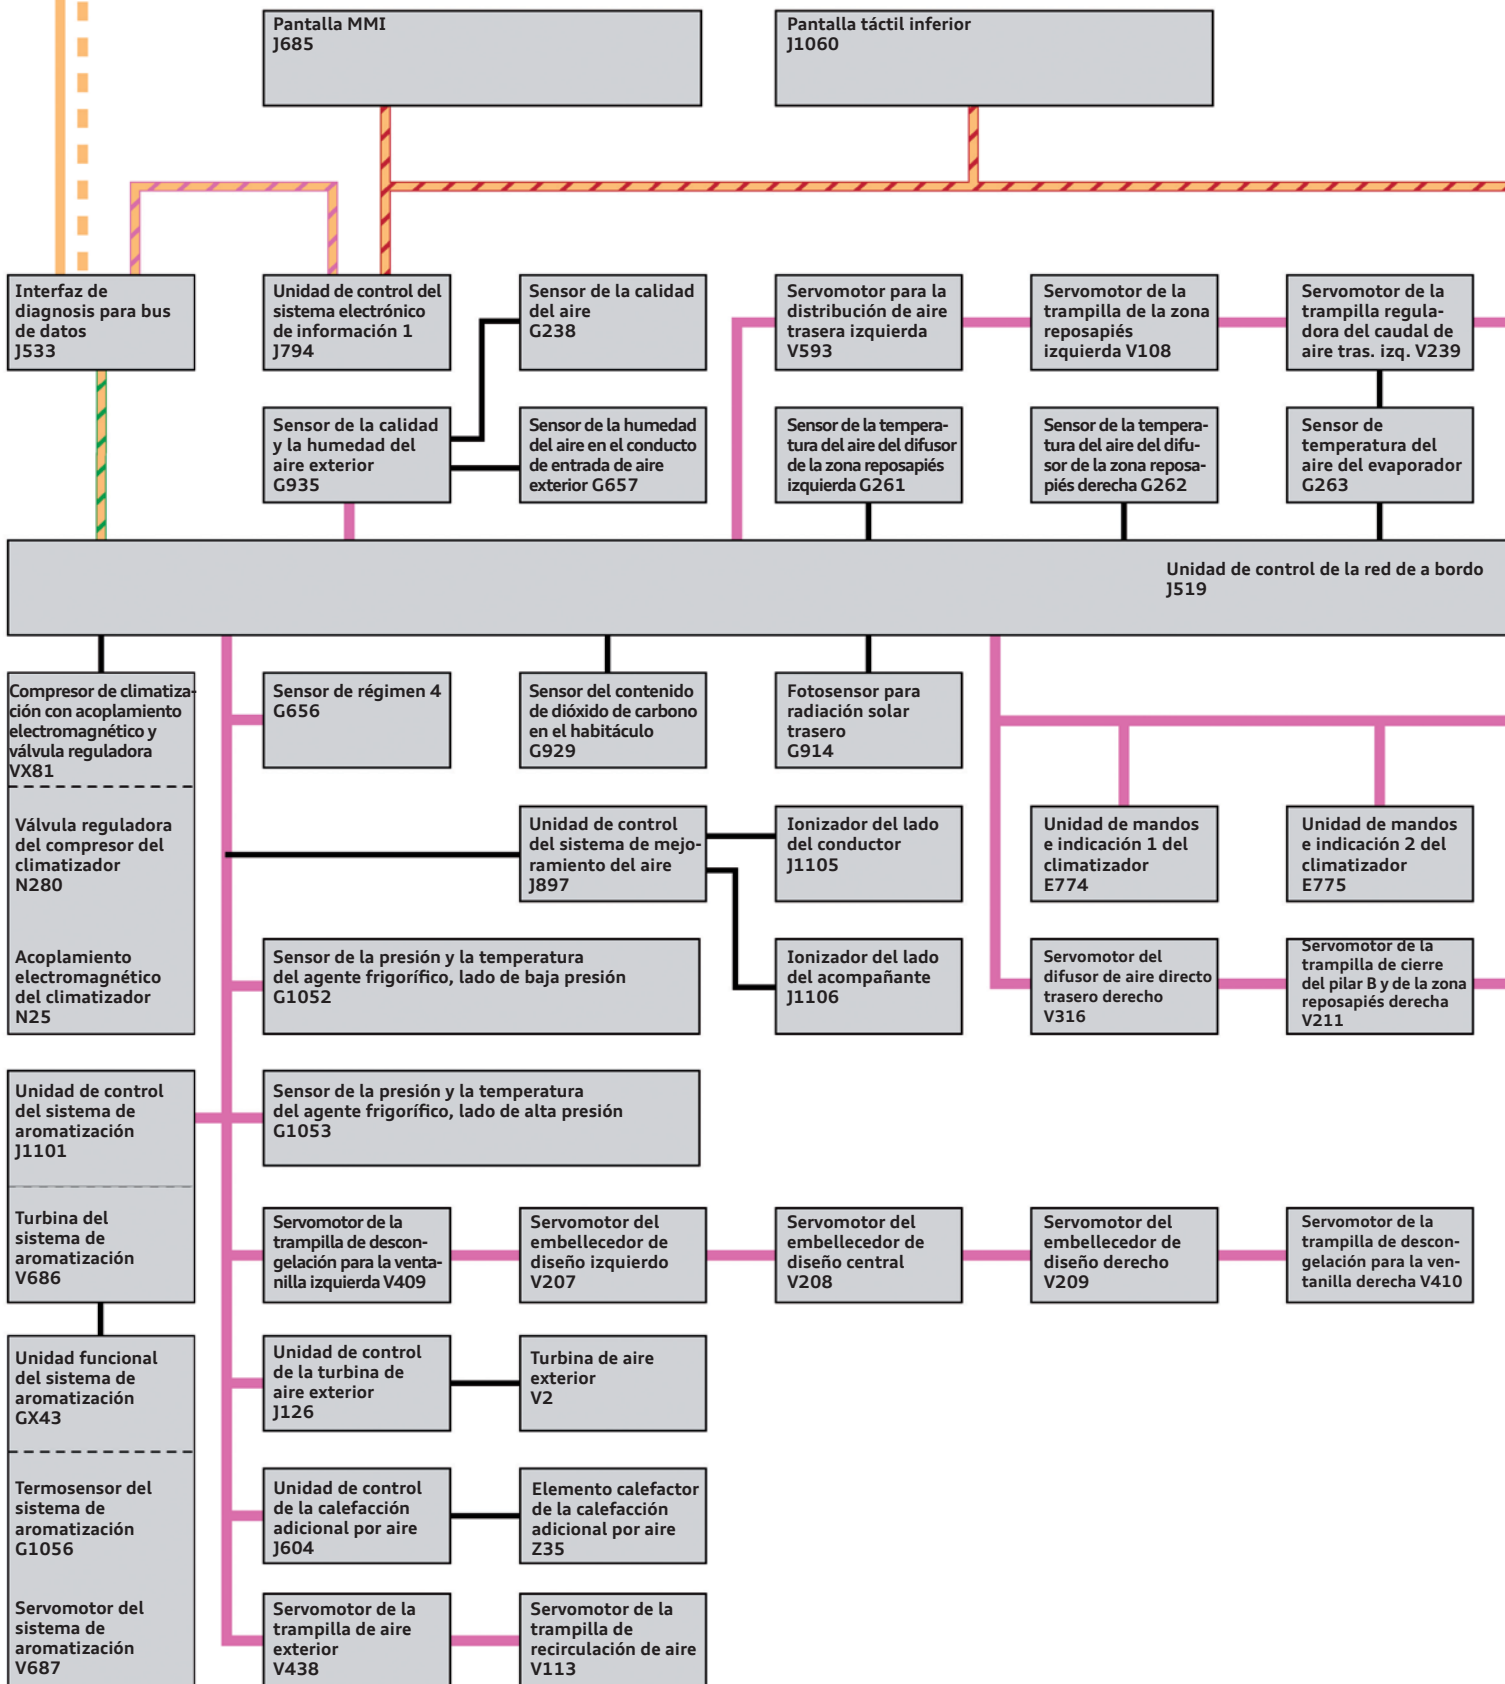 Pantalla MMI
J685
Pantalla táctil inferior
J1060
Interfaz de
diagnosis para bus
de datos
J533
Unidad de control del
sistema electrónico
de información 1
J794
Sensor de la calidad
del aire
G238
Servomotor para la
distribución de aire
trasera izquierda
V593
Servomotor de la
trampilla de la zona
reposapiés
izquierda V108
Servomotor de la
trampilla regula-
dora del caudal de
aire tras. izq. V239
Sensor de la calidad
y la humedad del
aire exterior
G935
Sensor de la humedad
del aire en el conducto
de entrada de aire
exterior G657
Sensor de la tempera-
tura del aire del difusor
de la zona reposapiés
izquierda G261
Sensor de la tempera-
tura del aire del difu-
sor de la zona reposa-
piés derecha G262
Sensor de
temperatura del
aire del evaporador
G263
Unidad de control de la red de a bordo
J519
Compresor de climatiza-
ción con acoplamiento
electromagnético y
válvula reguladora
VX81
Sensor de régimen 4
G656
Sensor del contenido
de dióxido de carbono
en el habitáculo
G929
Fotosensor para
radiación solar
trasero
G914
Válvula reguladora
del compresor del
climatizador
N280
Unidad de control
del sistema de mejo-
ramiento del aire
J897
Ionizador del lado
del conductor
J1105
Unidad de mandos
e indicación 1 del
climatizador
E774
Unidad de mandos
e indicación 2 del
climatizador
E775
Acoplamiento
electromagnético
del climatizador
N25
Sensor de la presión y la temperatura
del agente frigorífico, lado de baja presión
G1052
Ionizador del lado
del acompañante
J1106
Servomotor del
difusor de aire directo
trasero derecho
V316
Servomotor de la
trampilla de cierre
del pilar B y de la zona
reposapiés derecha
V211
Unidad de control
del sistema de
aromatización
J1101
Sensor de la presión y la temperatura
del agente frigorífico, lado de alta presión
G1053
Turbina del
sistema de
aromatización
V686
Servomotor de la
trampilla de descon-
gelación para la venta-
nilla izquierda V409
Servomotor del
embellecedor de
diseño izquierdo
V207
Servomotor del
embellecedor de
diseño central
V208
Servomotor del
embellecedor de
diseño derecho
V209
Servomotor de la
trampilla de descon-
gelación para la ven-
tanilla derecha V410
Unidad funcional
del sistema de
aromatización
GX43
Unidad de control
de la turbina de
aire exterior
J126
Turbina de aire
exterior
V2
Termosensor del
sistema de
aromatización
G1056
Unidad de control
de la calefacción
adicional por aire
J604
Elemento calefactor
de la calefacción
adicional por aire
Z35
Servomotor del
sistema de
aromatización
V687
Servomotor de la
trampilla de aire
exterior
V438
Servomotor de la
trampilla de
recirculación de aire
V113